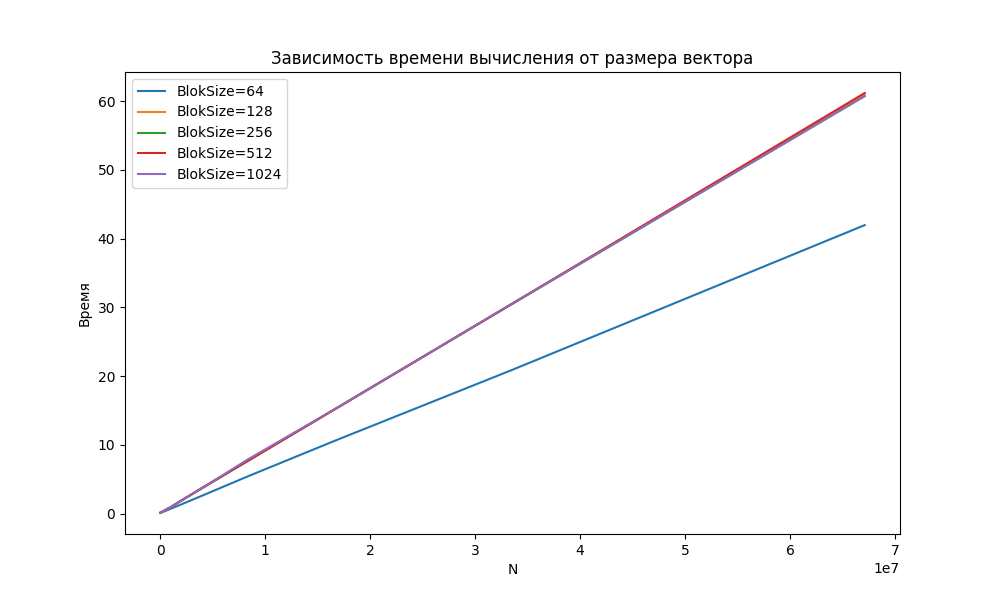 Зависимость времени вычисления от размера вектора
BlokSize=64
BlokSize=128
BlokSize=256
BlokSize=512
BlokSize=1024
60
50
40
30
20
10
0
Время
0 1 2 3 4 5 6 7
1e7
N